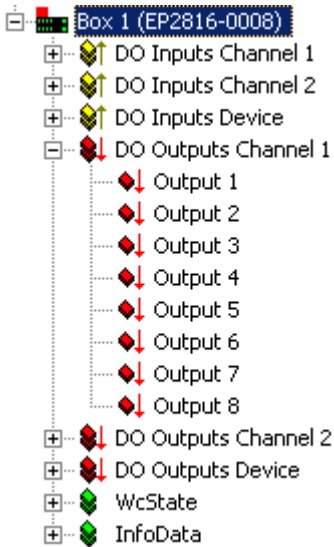 Box 1 (EP2816-0008)
DO Inputs Channel 1
DO Inputs Channel 2
DO Inputs Device
DO Outputs Channel 1
Output 1
Output 2
Output 3
Output 4
Output 5
Output 6
Output 7
Output 8
DO Outputs Channel 2
DO Outputs Device
WcState
InfoData